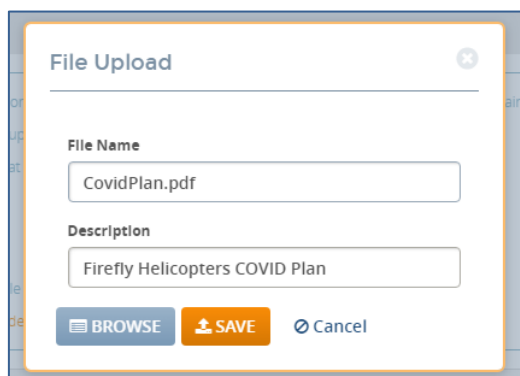 File Upload
File Name
CovidPlan.pdf
Description
Firefly Helicopters COVID Plan
BROWSE SAVE Cancel